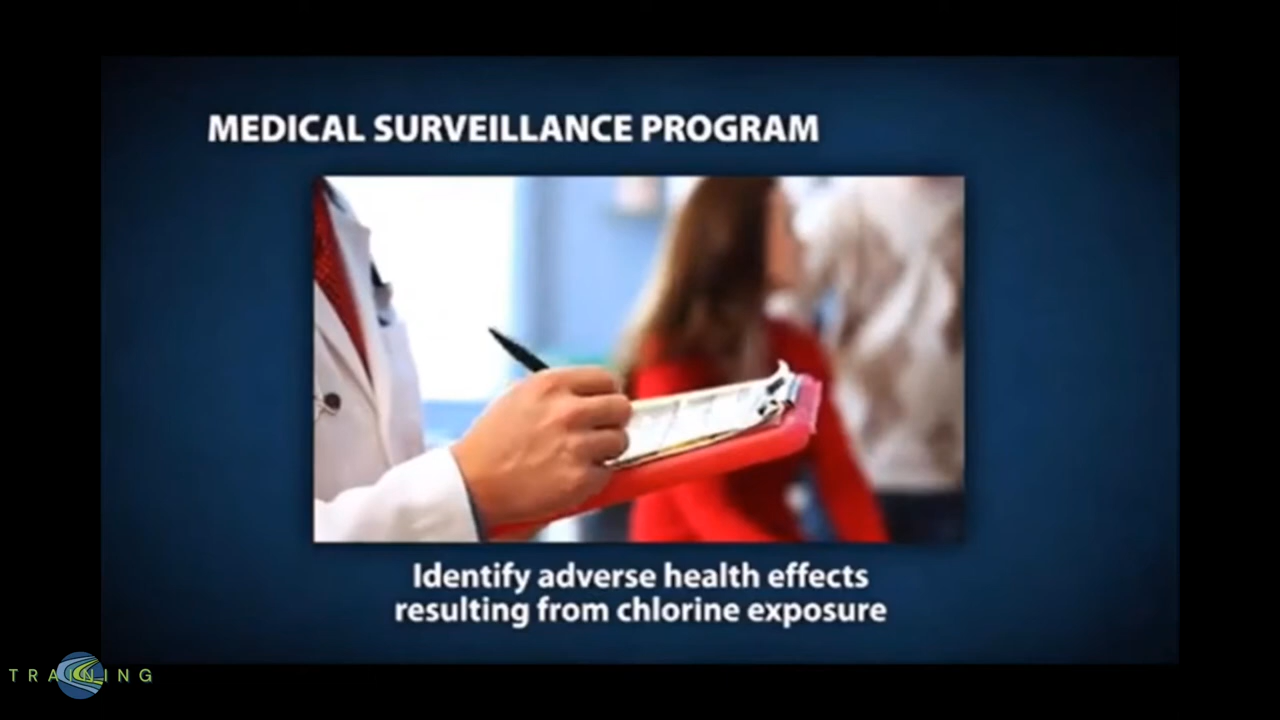 MEDICAL SURVEILLANCE PROGRAM
Identify adverse health effects
resulting from chlorine exposure
TRAINING